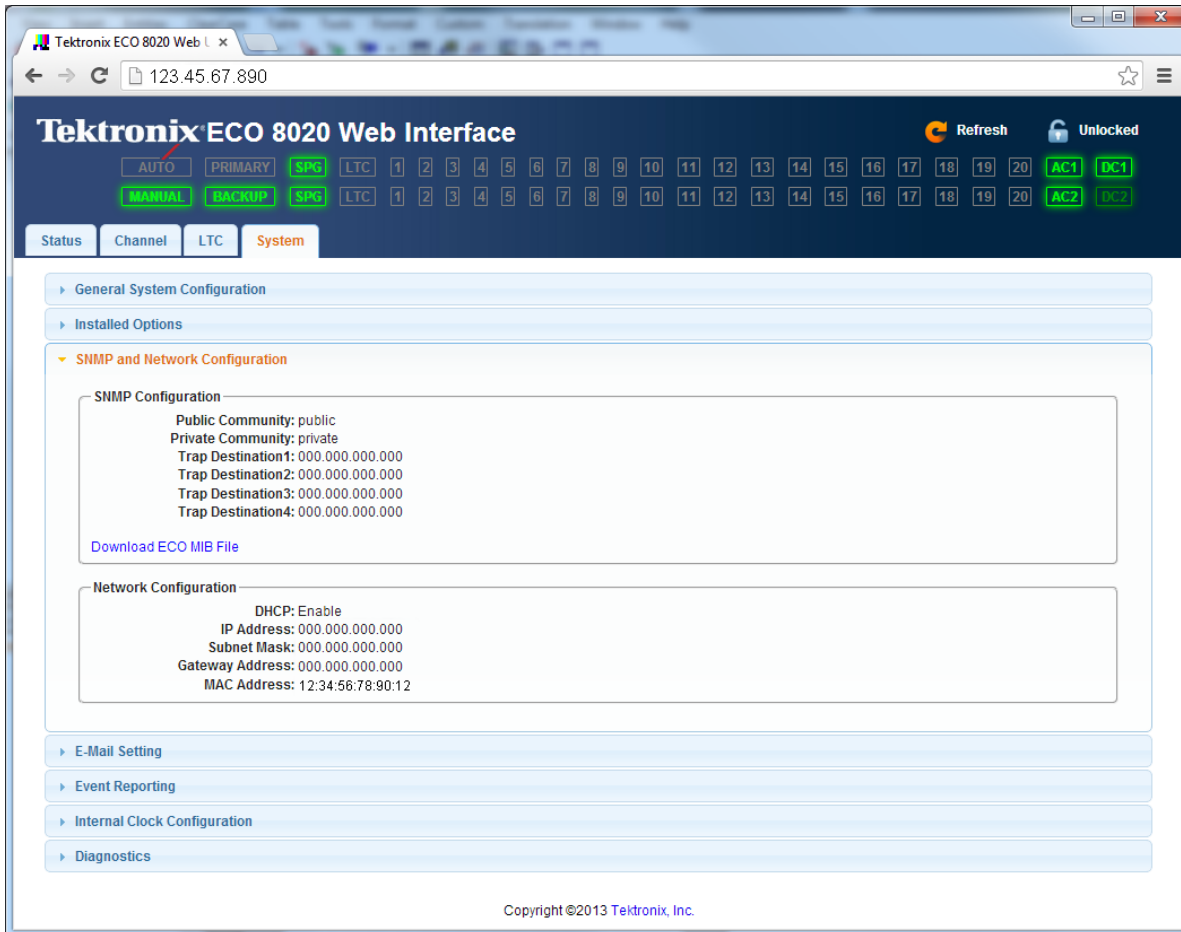 Tektronix ECO 8020 Web
123.45.67.890
Tektronix ECO 8020 Web Interface
Refresh
Unlocked
AUTO PRIMARY SPG LTC 1 2 3 4 5 6 7 8 9 10 11 12 13 14 15 16 17 18 19 20 AC1 DC1
MANUAL BACKUP SPG LTC 1 2 3 4 5 6 7 8 9 10 11 12 13 14 15 16 17 18 19 20 AC2 DC2
Status Channel LTC System
General System Configuration
Installed Options
SNMP and Network Configuration
SNMP Configuration
Public Community: public
Private Community: private
Trap Destination1: 000.000.000.000
Trap Destination2: 000.000.000.000
Trap Destination3: 000.000.000.000
Trap Destination4: 000.000.000.000
Download ECO MIB File
Network Configuration
DHCP: Enable
IP Address: 000.000.000.000
Subnet Mask: 000.000.000.000
Gateway Address: 000.000.000.000
MAC Address: 12:34:56:78:90:12
E-Mail Setting
Event Reporting
Internal Clock Configuration
Diagnostics
Copyright ©2013 Tektronix, Inc.